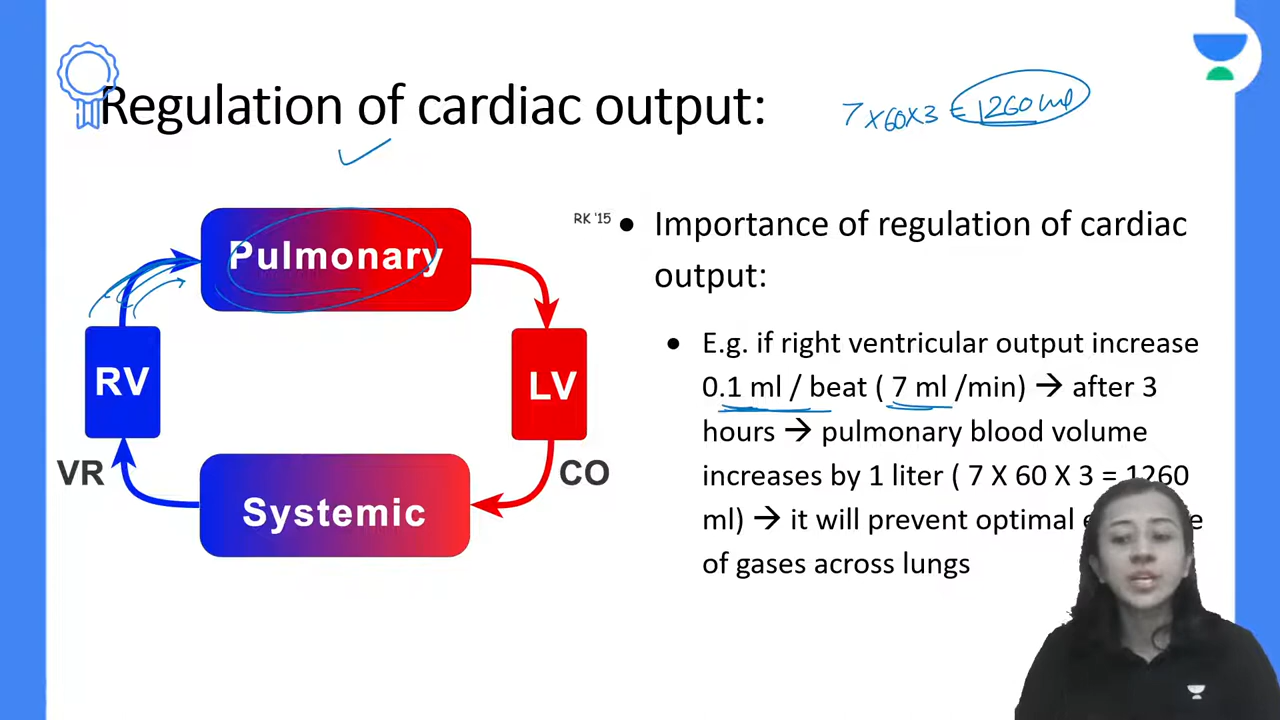 Regulation of cardiac output:
7 X 60 X 3 = 1260 ml
Pulmonary
RV
LV
VR
CO
Systemic
RK '15
• Importance of regulation of cardiac
output:
• E.g. if right ventricular output increase
0.1 ml / beat ( 7 ml /min) → after 3
hours → pulmonary blood volume
increases by 1 liter ( 7 X 60 X 3 = 1260
ml) → it will prevent optimal
of gases across lungs